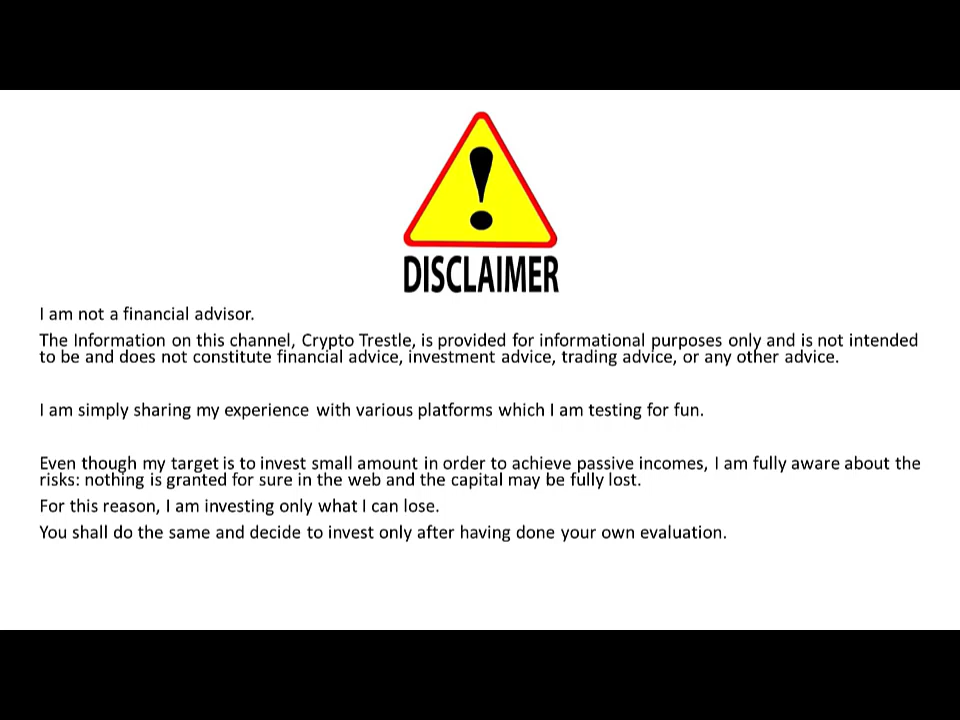 DISCLAIMER
I am not a financial advisor.
The Information on this channel, Crypto Trestle, is provided for informational purposes only and is not intended
to be and does not constitute financial advice, investment advice, trading advice, or any other advice.
I am simply sharing my experience with various platforms which I am testing for fun.
Even though my target is to invest small amount in order to achieve passive incomes, I am fully aware about the
risks: nothing is granted for sure in the web and the capital may be fully lost.
For this reason, I am investing only what I can lose.
You shall do the same and decide to invest only after having done your own evaluation.